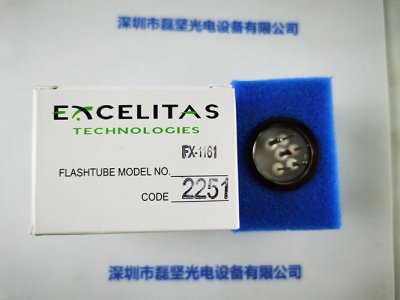 深圳市磊坚光电设备有限公司
EXCELITAS
TECHNOLOGIES
FX-1161
FLASHTUBE MODEL NO.
CODE 2251
深圳市磊坚光电设备有限公司